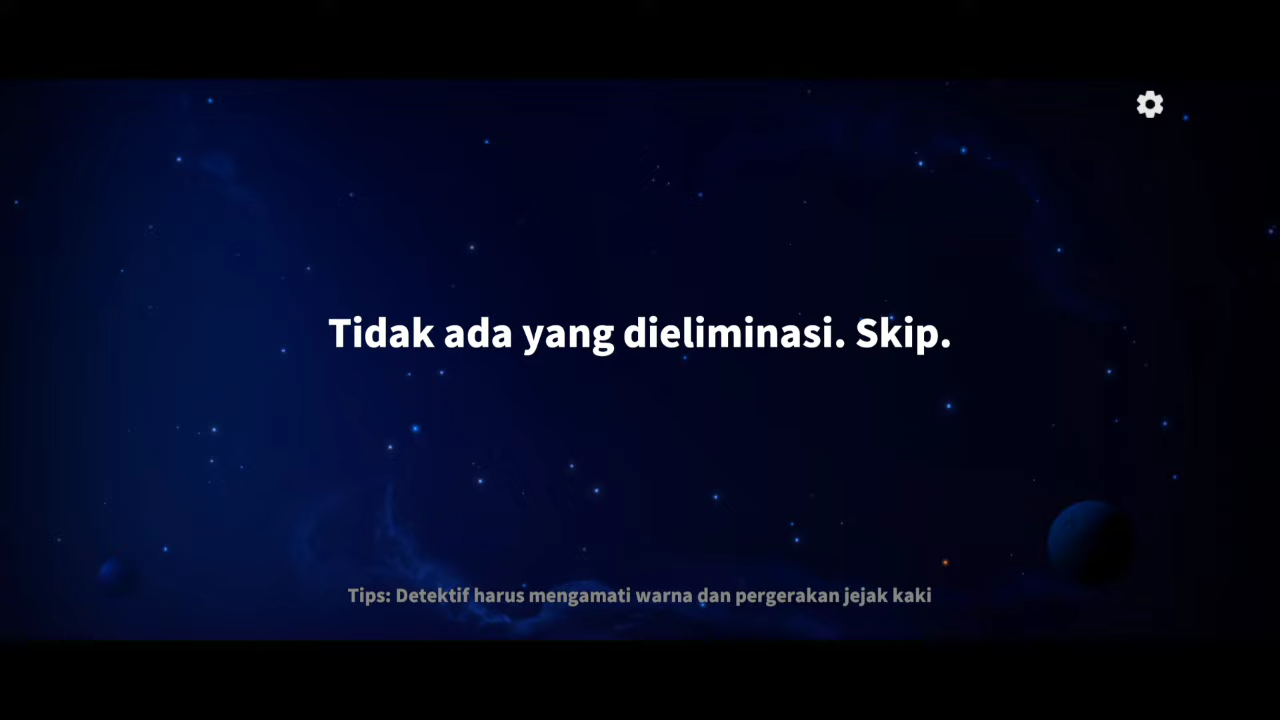 Tidak ada yang dieliminasi. Skip.
Tips: Detektif harus mengamati warna dan pergerakan jejak kaki